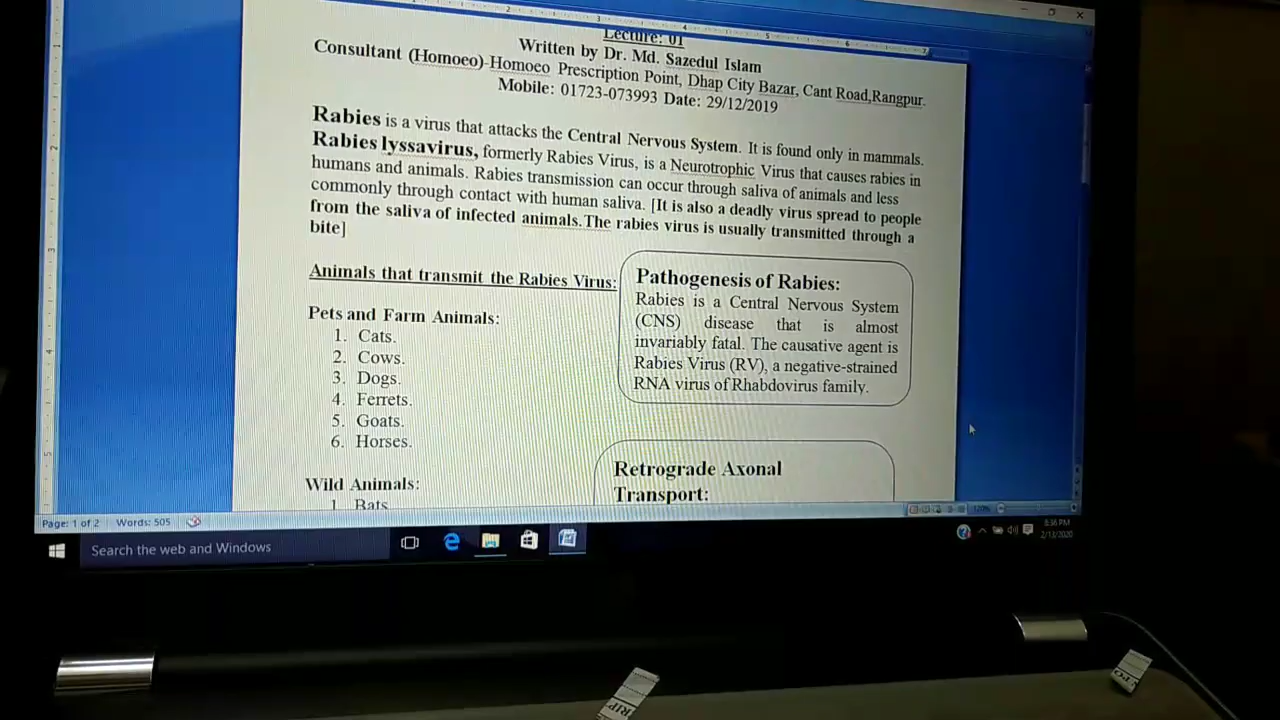 Lecture: 01
Written by Dr. Md. Sazedul Islam
Consultant (Homoeo)-Homoeo Prescription Point, Dhap City Bazar, Cant Road,Rangpur.
Mobile: 01723-073993 Date: 29/12/2019
Rabies is a virus that attacks the Central Nervous System. It is found only in mammals.
Rabies lyssavirus, formerly Rabies Virus, is a Neurotrophic Virus that causes rabies in
humans and animals. Rabies transmission can occur through saliva of animals and less
commonly through contact with human saliva. [It is also a deadly virus spread to people
from the saliva of infected animals.The rabies virus is usually transmitted through a
bite]
Animals that transmit the Rabies Virus:
Pets and Farm Animals:
1. Cats.
2. Cows.
3. Dogs.
4. Ferrets.
5. Goats.
6. Horses.
Wild Animals:
1 Bats
Pathogenesis of Rabies:
Rabies is a Central Nervous System
(CNS) disease that is almost
invariably fatal. The causative agent is
Rabies Virus (RV), a negative-strained
RNA virus of Rhabdovirus family.
Retrograde Axonal
Transport:
Page: 1 of 2 Words: 505
120%
Search the web and Windows
8:36 PM
2/13/2020